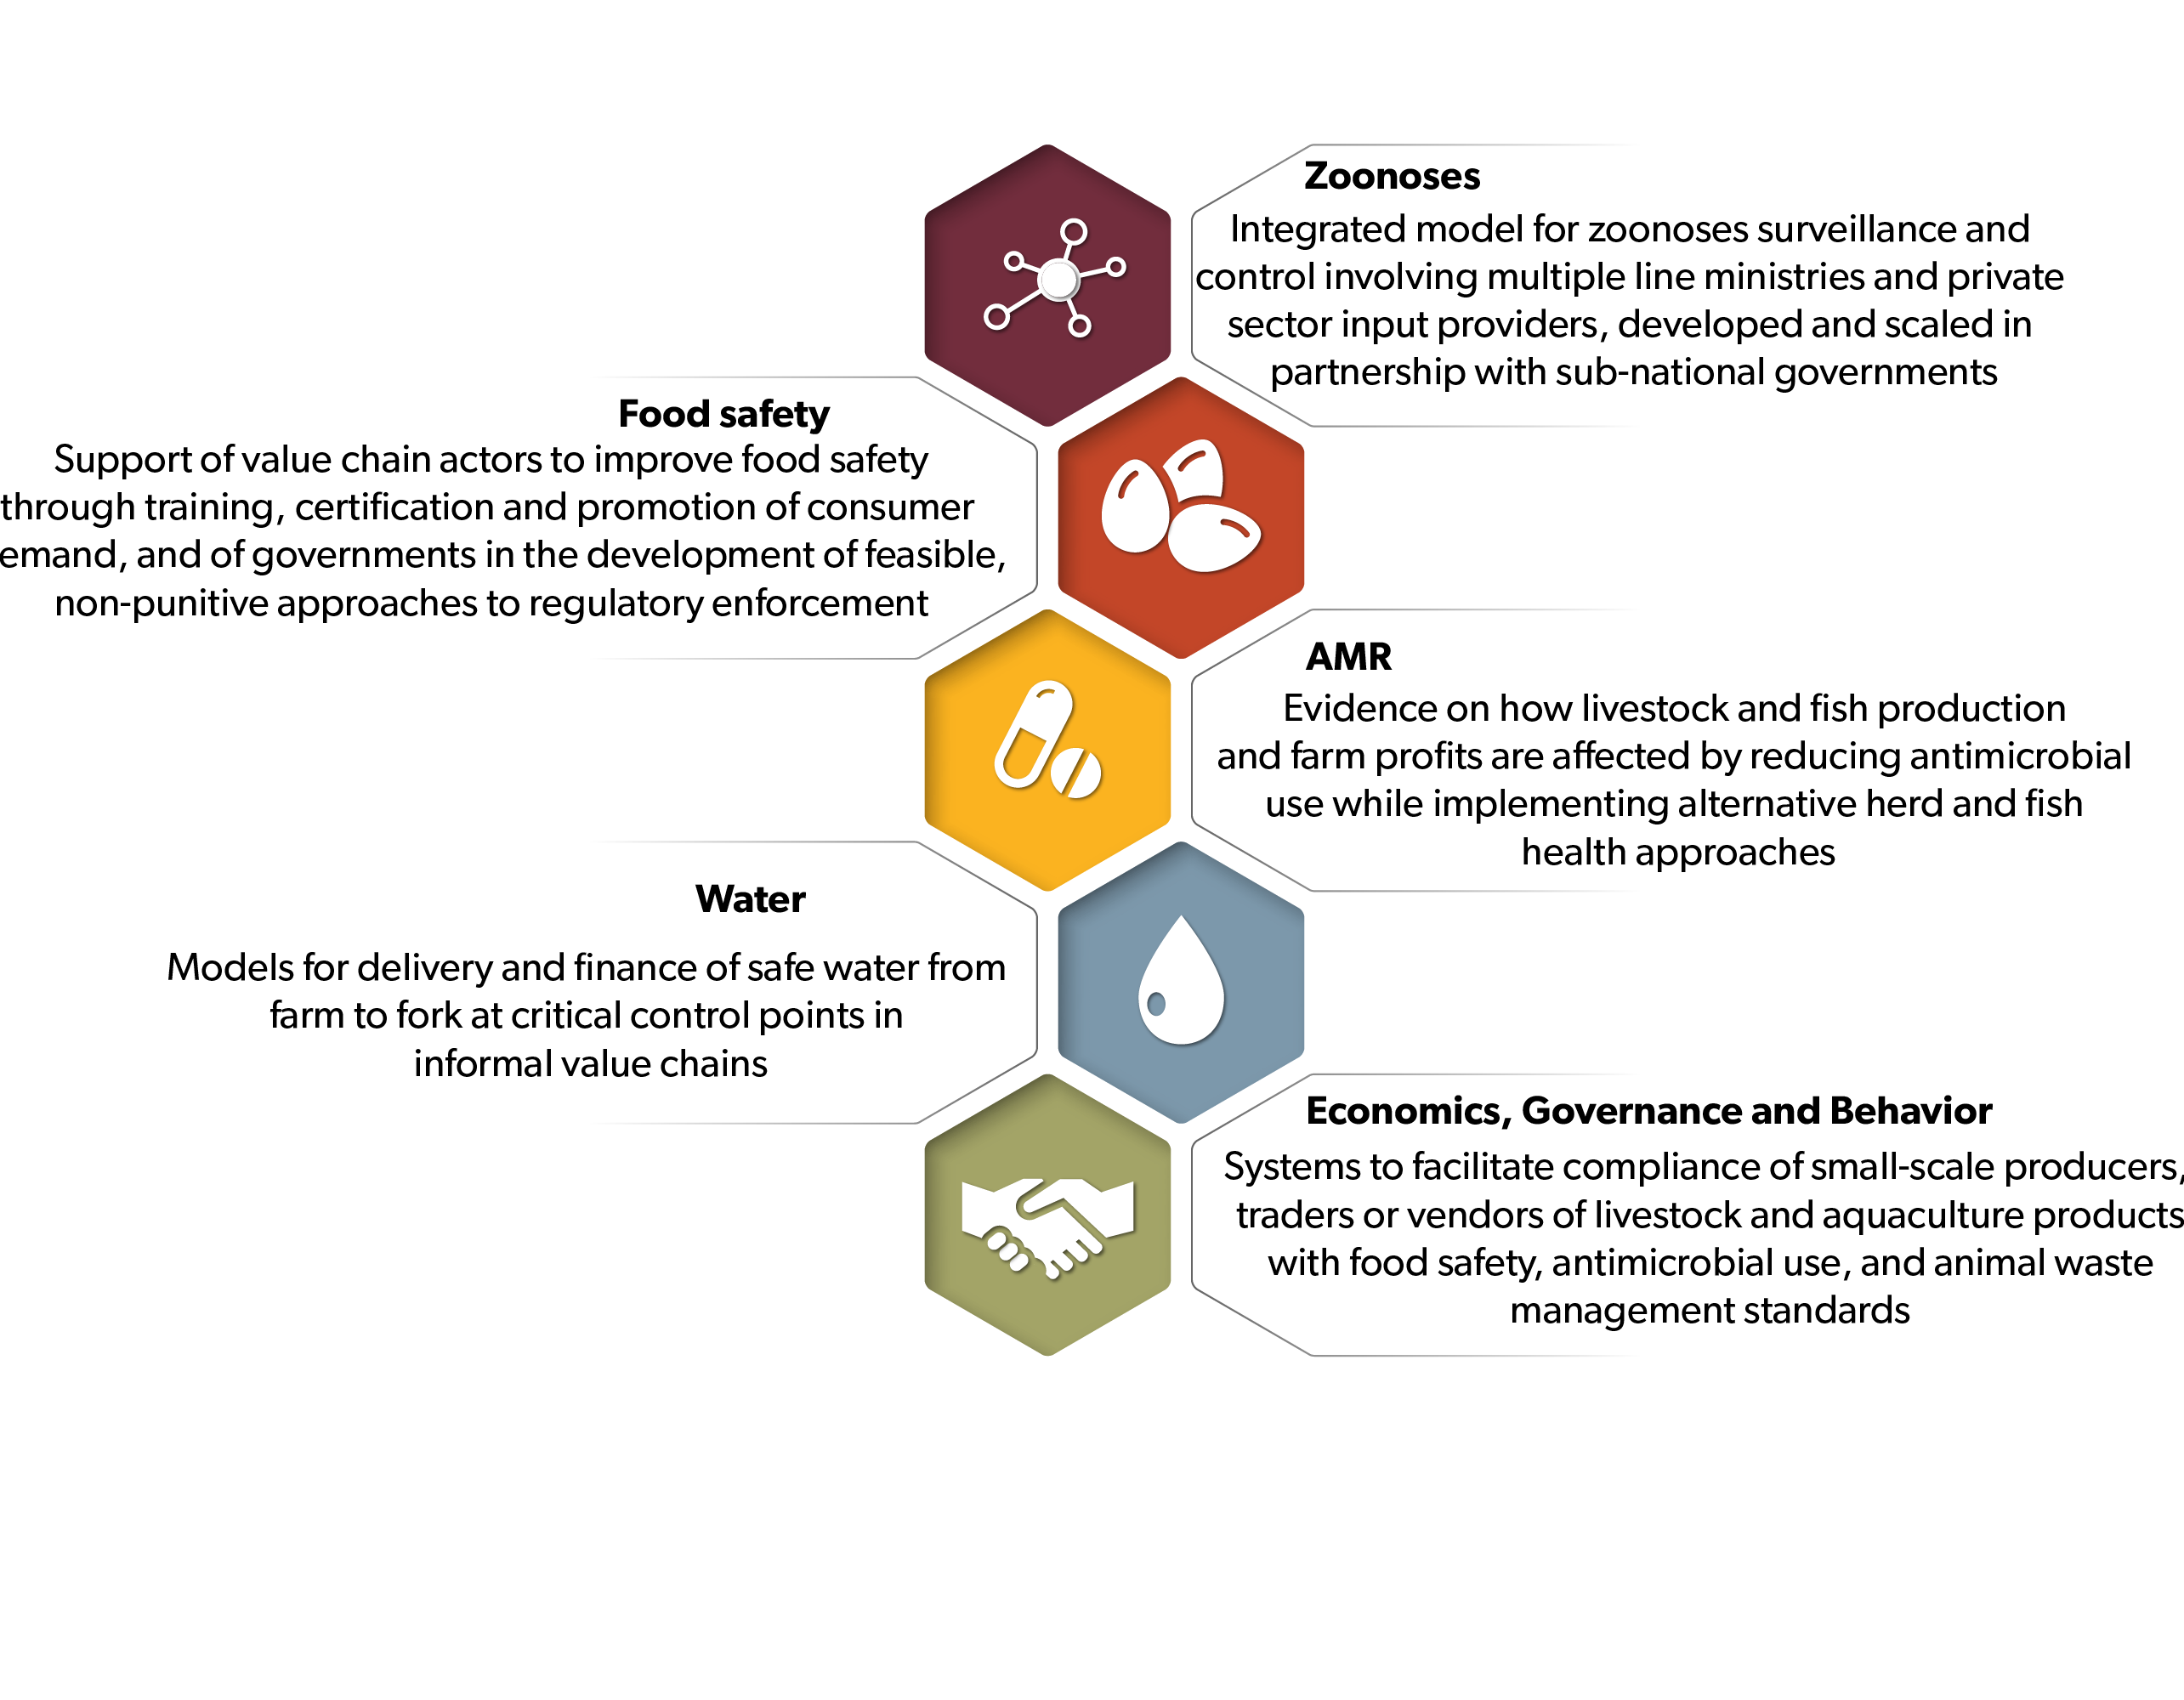 Zoonoses
Integrated model for zoonoses surveillance and
control involving multiple line ministries and private
sector input providers, developed and scaled in
partnership with sub-national governments
Food safety
Support of value chain actors to improve food safety
through training, certification and promotion of consumer
emand, and of governments in the development of feasible,
non-punitive approaches to regulatory enforcement
AMR
Evidence on how livestock and fish production
and farm profits are affected by reducing antimicrobial
use while implementing alternative herd and fish
health approaches
Water
Models for delivery and finance of safe water from
farm to fork at critical control points in
informal value chains
Economics, Governance and Behavior
Systems to facilitate compliance of small-scale producers,
traders or vendors of livestock and aquaculture products
with food safety, antimicrobial use, and animal waste
management standards